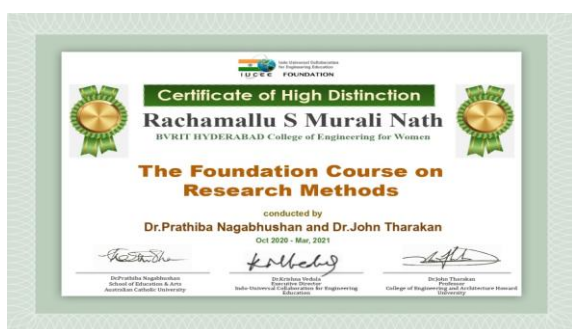 Indo Universal Collaboration
for Engineering Education
IUCEE FOUNDATION
Certificate of High Distinction
Rachamallu S Murali Nath
BVRIT HYDERABAD College of Engineering for Women
The Foundation Course on
Research Methods
conducted by
Dr.Prathiba Nagabhushan and Dr.John Tharakan
Oct 2020 - Mar, 2021
Dr.Prathiba Nagabhushan
School of Education & Arts
Australian Catholic University
Dr.Krishna Vedula
Executive Director
Indo-Universal Collaboration for Engineering
Education
Dr.John Tharakan
Professor
College of Engineering and Architecture Howard
University